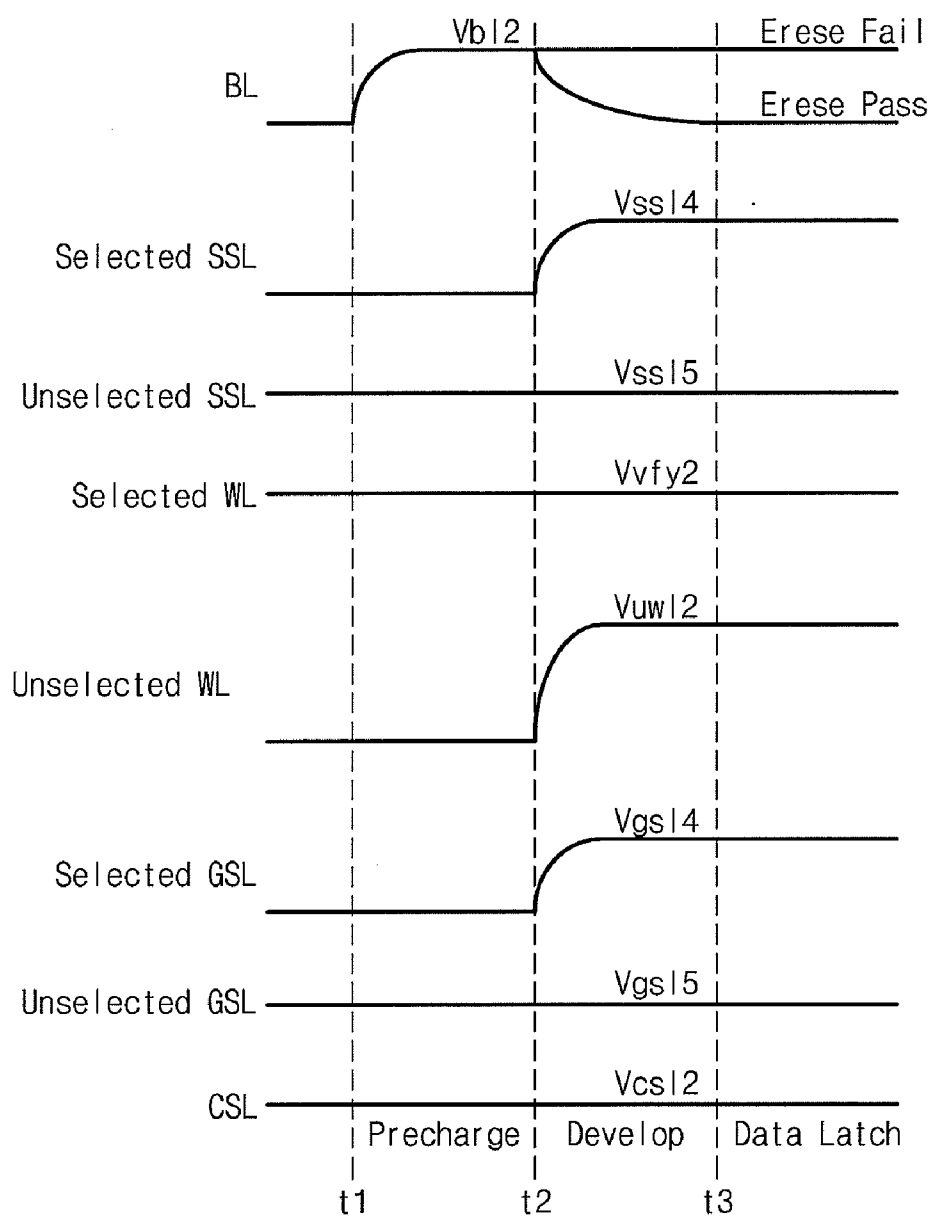 Vbl2
Erese Fail
BL
Erese Pass
Vssl4
Selected SSL
Vssl5
Unselected SSL
Vvfy2
Selected WL
Vuwl2
Unselected WL
Vgsl4
Selected GSL
Vgsl5
Unselected GSL
Vcsl2
CSL
Precharge Develop Data Latch
t1 t2 t3